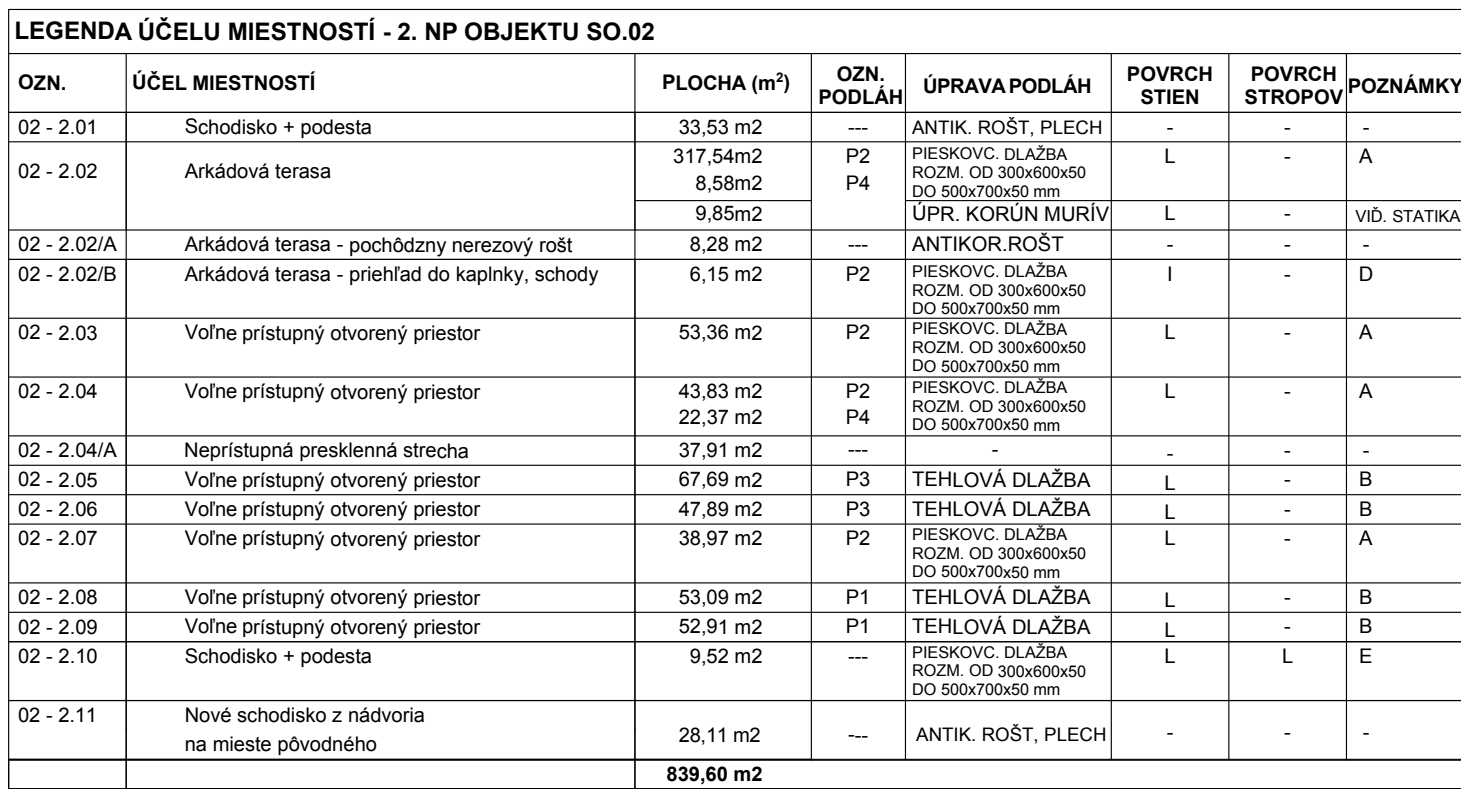 LEGENDA ÚČELU MIESTNOSTÍ - 2. NP OBJEKTU SO.02
OZN. ÚČEL MIESTNOSTÍ PLOCHA (m2) OZN. PODLÁH ÚPRAVA PODLÁH POVRCH STIEN POVRCH STROPOV POZNÁMKY
02 - 2.01 Schodisko + podesta 33,53 m2 --- ANTIK. ROŠT, PLECH - - -
02 - 2.02 Arkádová terasa 317,54m2 P2 PIESKOVC. DLAŽBA L - A
8,58m2 P4 ROZM. OD 300x600x50
DO 500x700x50 mm
9,85m2 ÚPR. KORÚN MURÍV L - VIĎ. STATIKA
02 - 2.02/A Arkádová terasa - pochôdzny nerezový rošt 8,28 m2 --- ANTIKOR.ROŠT - - -
02 - 2.02/B Arkádová terasa - priehľad do kaplnky, schody 6,15 m2 P2 PIESKOVC. DLAŽBA I - D
ROZM. OD 300x600x50
DO 500x700x50 mm
02 - 2.03 Voľne prístupný otvorený priestor 53,36 m2 P2 PIESKOVC. DLAŽBA L - A
ROZM. OD 300x600x50
DO 500x700x50 mm
02 - 2.04 Voľne prístupný otvorený priestor 43,83 m2 P2 PIESKOVC. DLAŽBA L - A
22,37 m2 P4 ROZM. OD 300x600x50
DO 500x700x50 mm
02 - 2.04/A Neprístupná presklenná strecha 37,91 m2 --- - - - -
02 - 2.05 Voľne prístupný otvorený priestor 67,69 m2 P3 TEHLOVÁ DLAŽBA L - B
02 - 2.06 Voľne prístupný otvorený priestor 47,89 m2 P3 TEHLOVÁ DLAŽBA L - B
02 - 2.07 Voľne prístupný otvorený priestor 38,97 m2 P2 PIESKOVC. DLAŽBA L - A
ROZM. OD 300x600x50
DO 500x700x50 mm
02 - 2.08 Voľne prístupný otvorený priestor 53,09 m2 P1 TEHLOVÁ DLAŽBA L - B
02 - 2.09 Voľne prístupný otvorený priestor 52,91 m2 P1 TEHLOVÁ DLAŽBA L - B
02 - 2.10 Schodisko + podesta 9,52 m2 --- PIESKOVC. DLAŽBA L L E
ROZM. OD 300x600x50
DO 500x700x50 mm
02 - 2.11 Nové schodisko z nádvoria
na mieste pôvodného 28,11 m2 --- ANTIK. ROŠT, PLECH - - -
839,60 m2